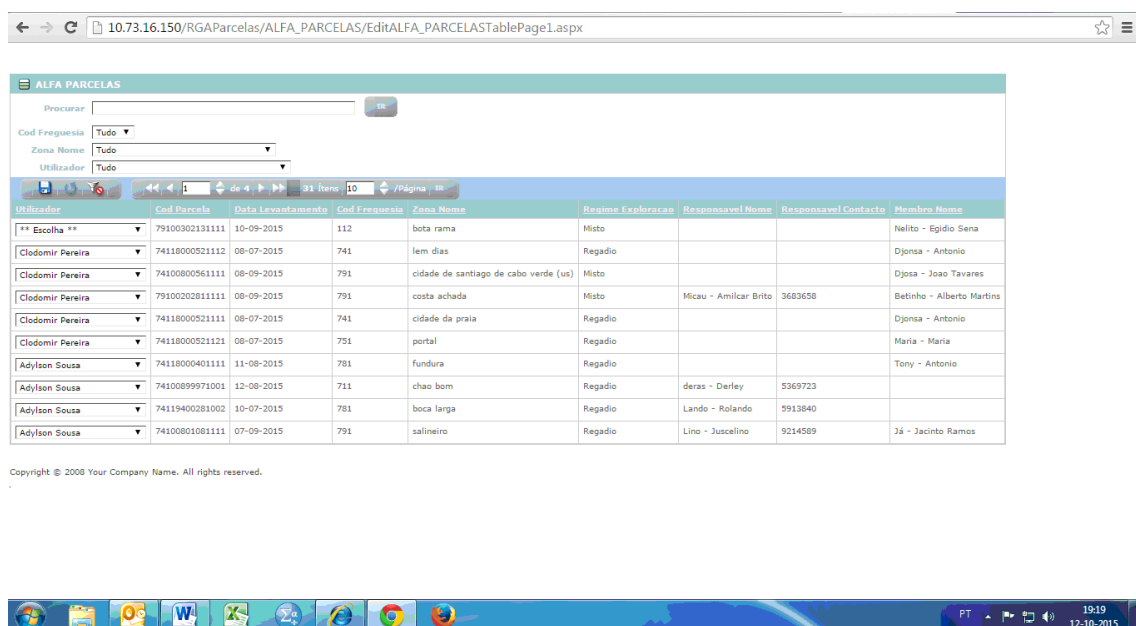 10.73.16.150/RGAParcelas/ALFA_PARCELAS/EditALFA_PARCELASTablePage1.aspx
ALFA PARCELAS
Procurar IR
Cod Freguesia Tudo
Zona Nome Tudo
Utilizador Tudo
1 de 4 31 Ítens 10 /Página IR
Utilizador Cod Parcela Data Levantamento Cod Freguesia Zona Nome Regime Exploracao Responsavel Nome Responsavel Contacto Membro Nome
** Escolha ** 79100302131111 10-09-2015 112 bota rama Misto Nelito - Egidio Sena
Clodomir Pereira 74118000521112 08-07-2015 741 lem dias Regadio Djonsa - Antonio
Clodomir Pereira 74100800561111 08-09-2015 791 cidade de santiago de cabo verde (us) Misto Djosa - Joao Tavares
Clodomir Pereira 79100202811111 08-09-2015 791 costa achada Misto Micau - Amilcar Brito 3683658 Betinho - Alberto Martins
Clodomir Pereira 74118000521111 08-07-2015 741 cidade da praia Regadio Djonsa - Antonio
Clodomir Pereira 74118000521121 08-07-2015 751 portal Regadio Maria - Maria
Adylson Sousa 74118000401111 11-08-2015 781 fundura Regadio Tony - Antonio
Adylson Sousa 74100899971001 12-08-2015 711 chao bom Regadio deras - Derley 5369723
Adylson Sousa 74119400281002 10-07-2015 781 boca larga Regadio Lando - Rolando 5913840
Adylson Sousa 74100801081111 07-09-2015 791 salineiro Regadio Lino - Juscelino 9214589 Já - Jacinto Ramos
Copyright © 2008 Your Company Name. All rights reserved.
PT 19:19
12-10-2015